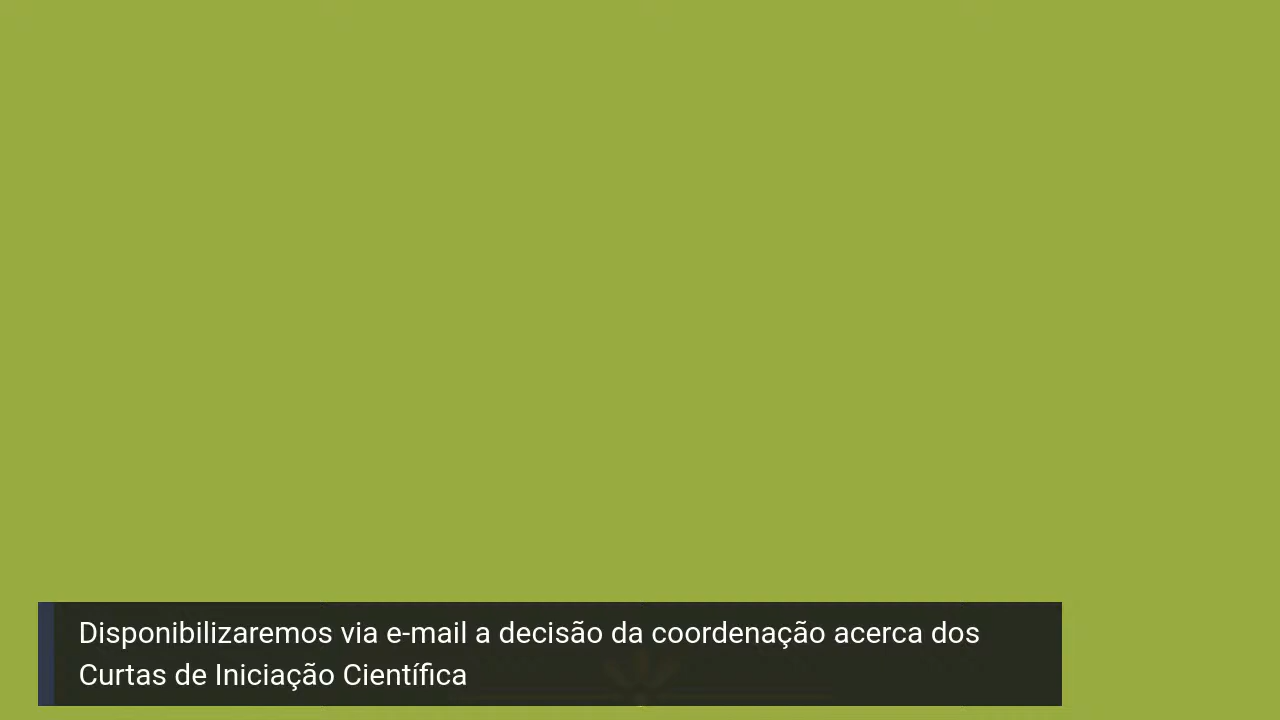 Disponibilizaremos via e-mail a decisão da coordenação acerca dos
Curtas de Iniciação Científica